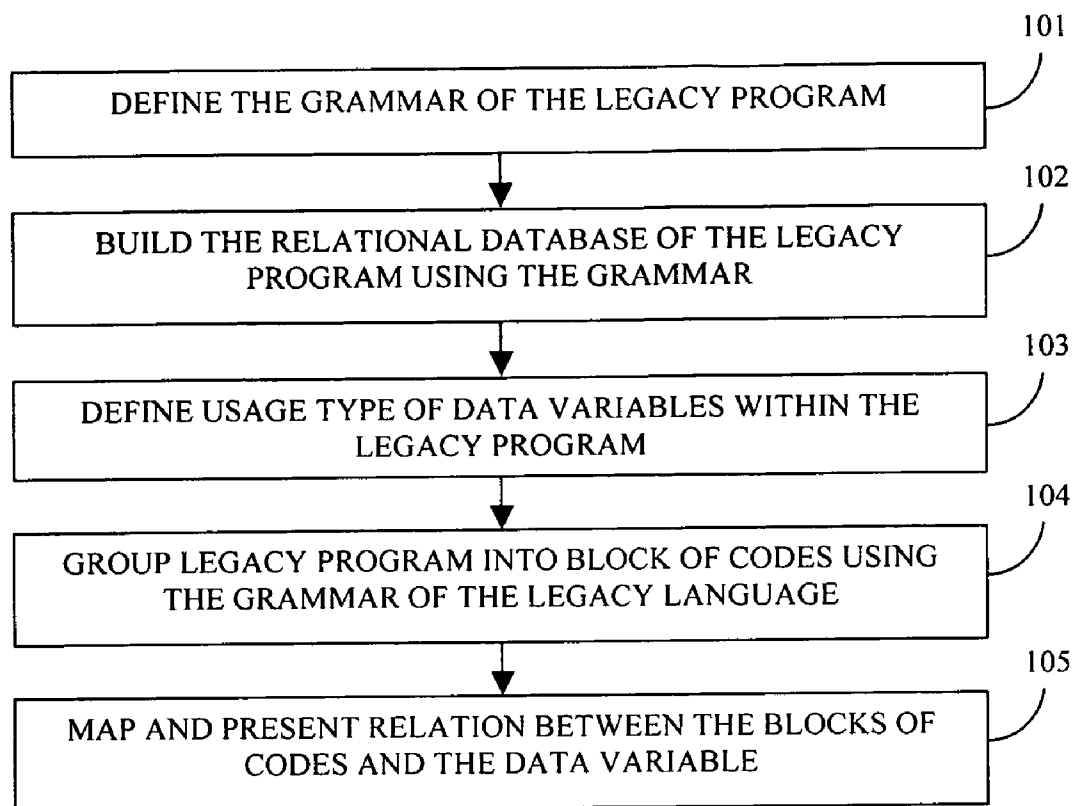 101
DEFINE THE GRAMMAR OF THE LEGACY PROGRAM
102
BUILD THE RELATIONAL DATABASE OF THE LEGACY
PROGRAM USING THE GRAMMAR
103
DEFINE USAGE TYPE OF DATA VARIABLES WITHIN THE
LEGACY PROGRAM
104
GROUP LEGACY PROGRAM INTO BLOCK OF CODES USING
THE GRAMMAR OF THE LEGACY LANGUAGE
105
MAP AND PRESENT RELATION BETWEEN THE BLOCKS OF
CODES AND THE DATA VARIABLE